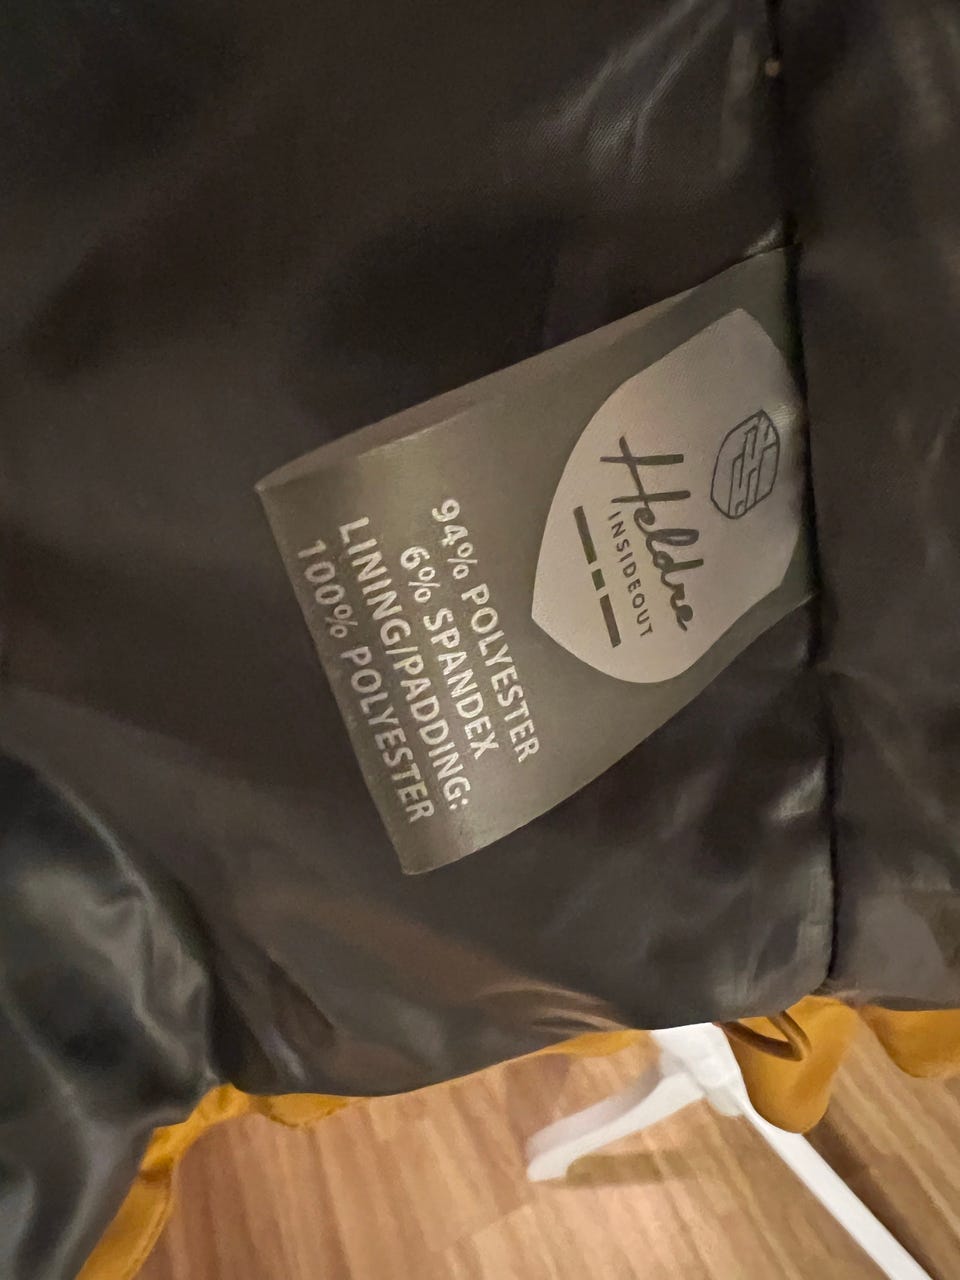 Heldre
INSIDEOUT
94% POLYESTER
6% SPANDEX
LINING/PADDING:
100% POLYESTER